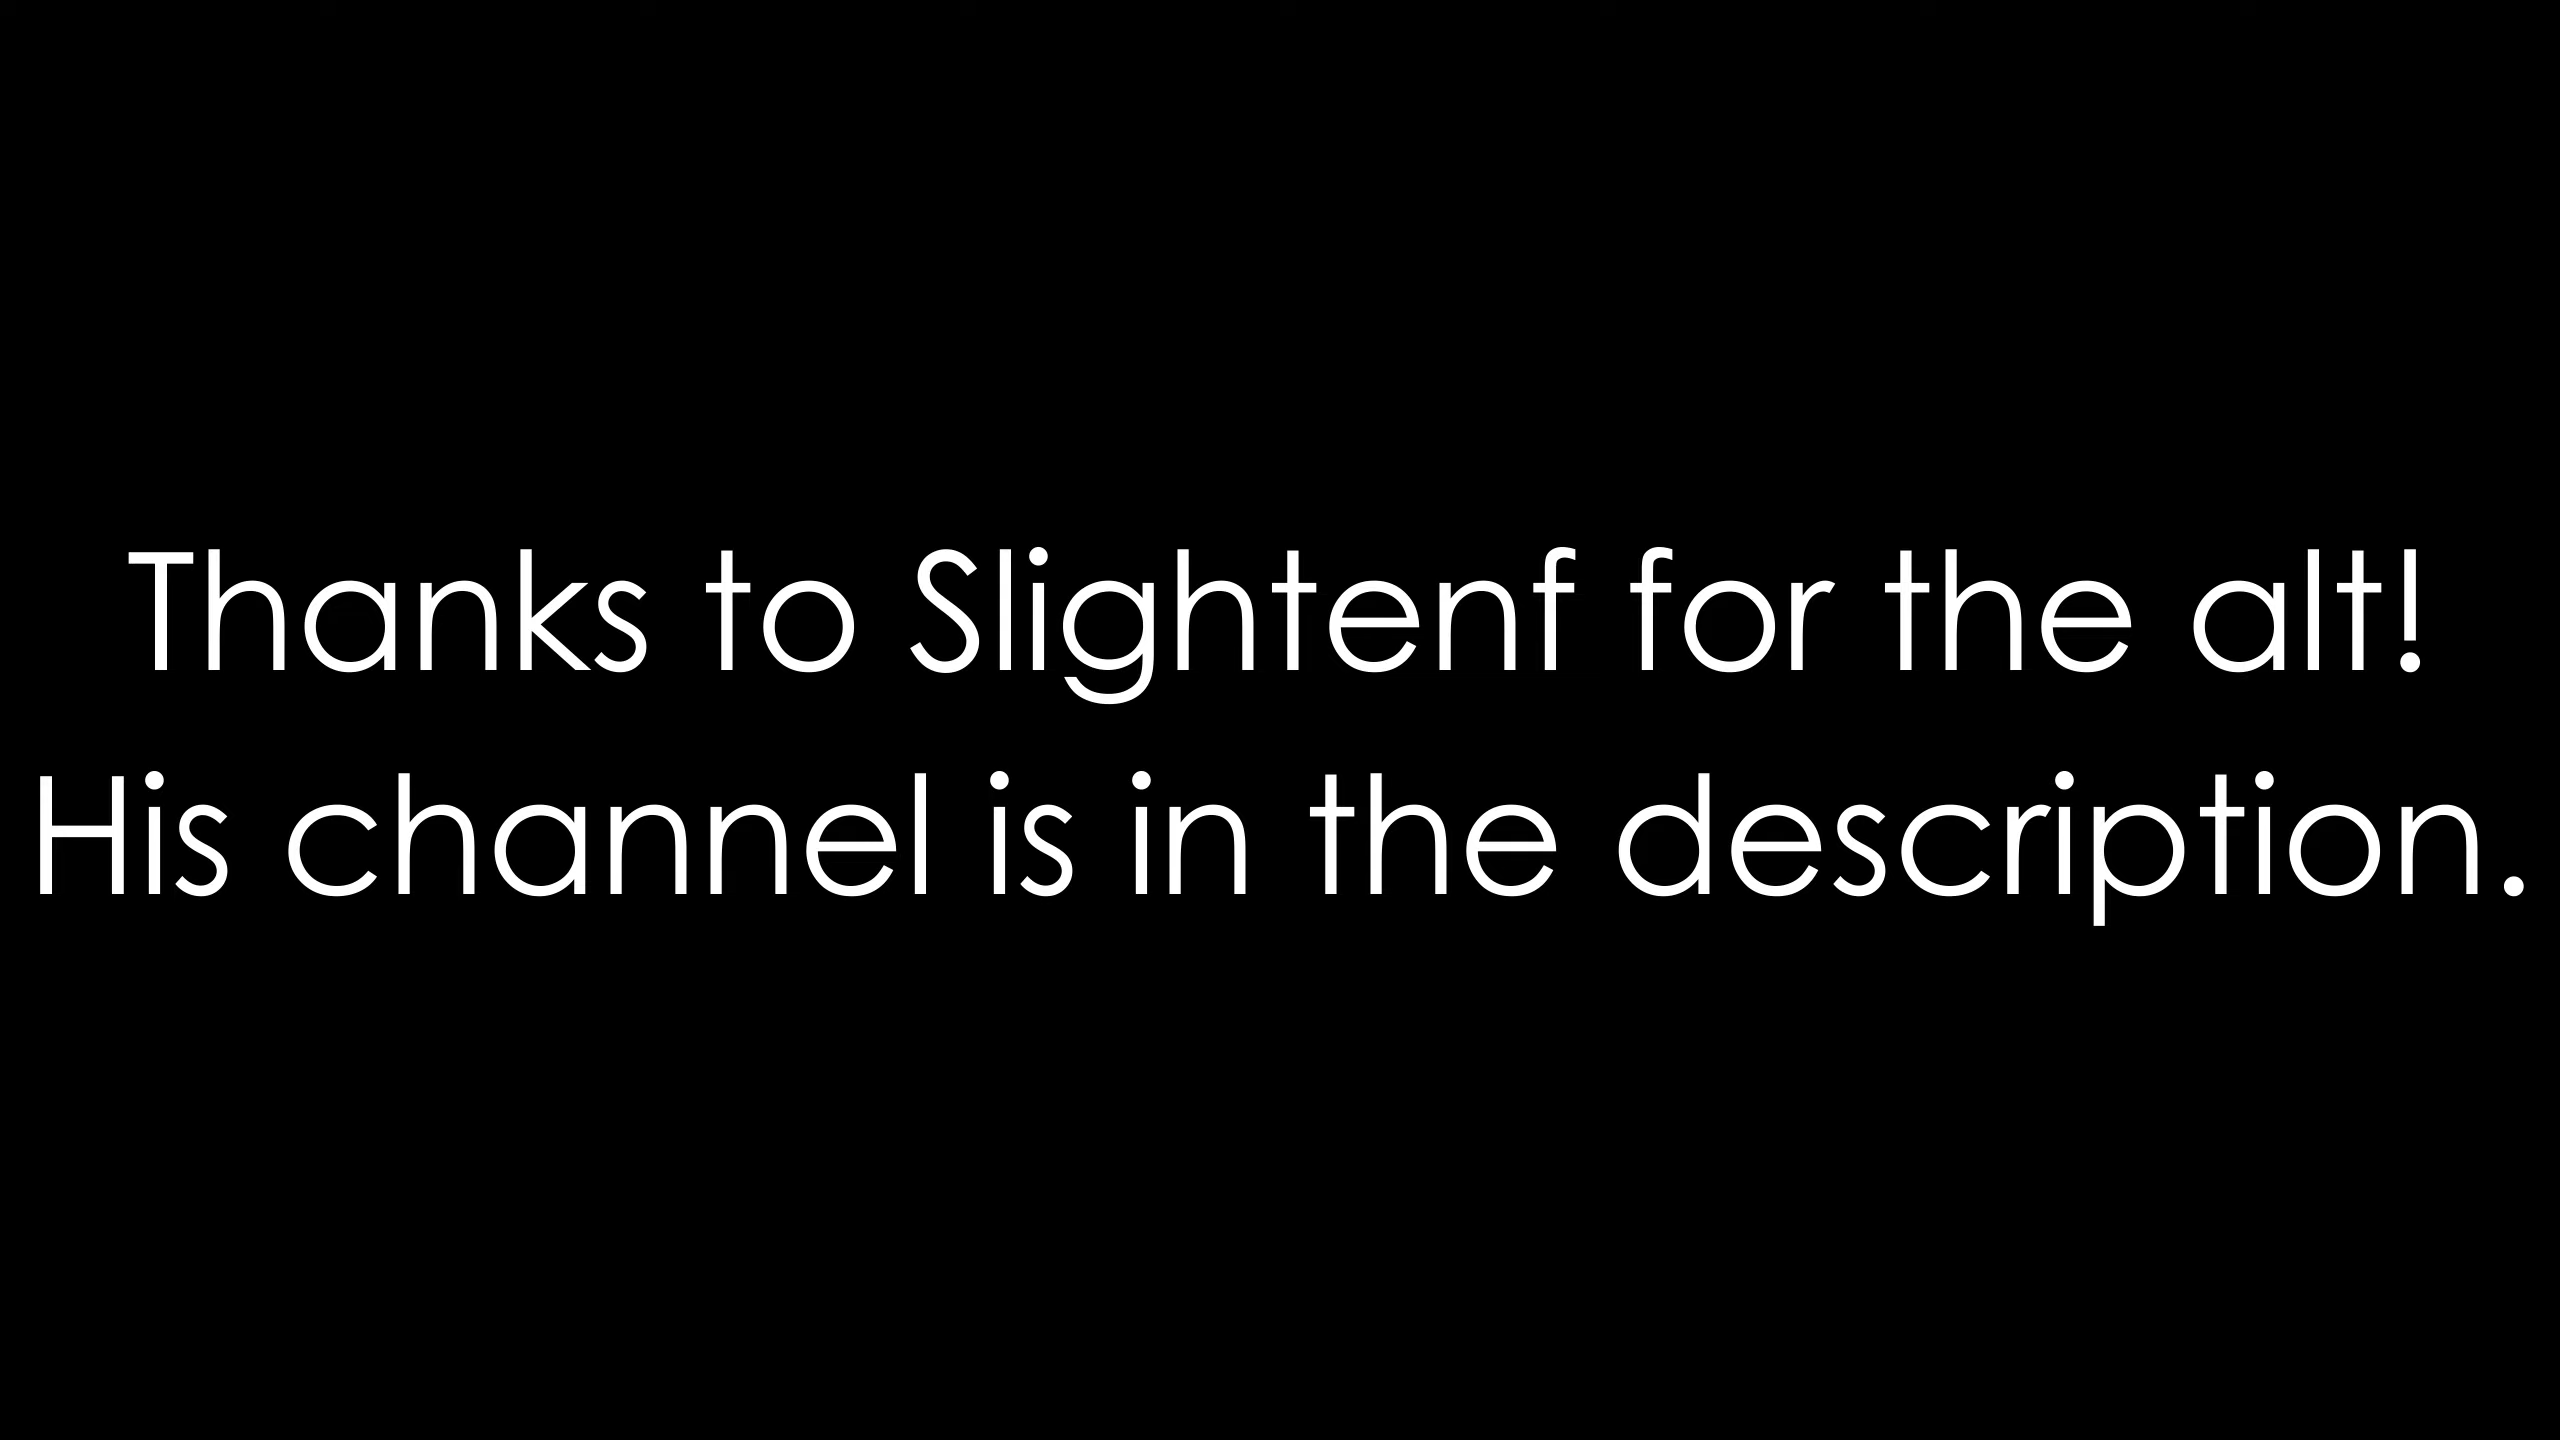 Thanks to Slightenf for the alt!
His channel is in the description.